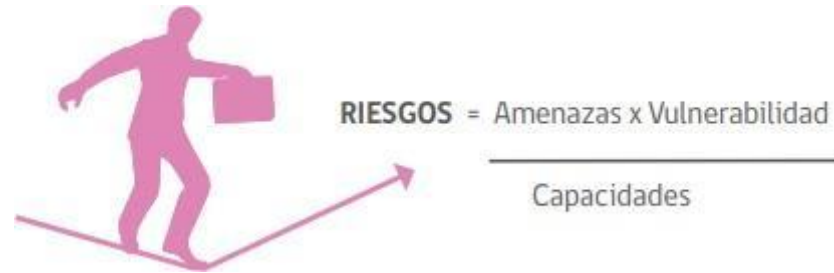 RIESGOS = Amenazas x Vulnerabilidad
Capacidades